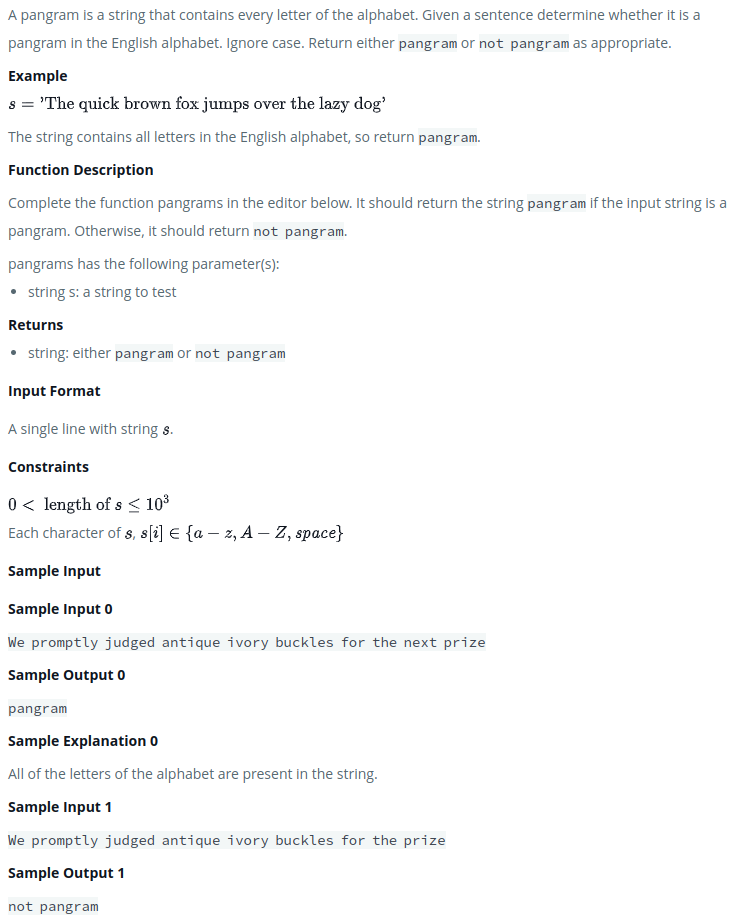 A pangram is a string that contains every letter of the alphabet. Given a sentence determine whether it is a
pangram in the English alphabet. Ignore case. Return either pangram or not pangram as appropriate.
Example
s = 'The quick brown fox jumps over the lazy dog'
The string contains all letters in the English alphabet, so return pangram.
Function Description
Complete the function pangrams in the editor below. It should return the string pangram if the input string is a
pangram. Otherwise, it should return not pangram.
pangrams has the following parameter(s):
• string s: a string to test
Returns
• string: either pangram or not pangram
Input Format
A single line with string s.
Constraints
0 < length of s ≤ 10³
Each character of s, s[i] ∈ {a − z, A − Z, space}
Sample Input
Sample Input 0
We promptly judged antique ivory buckles for the next prize
Sample Output 0
pangram
Sample Explanation 0
All of the letters of the alphabet are present in the string.
Sample Input 1
We promptly judged antique ivory buckles for the prize
Sample Output 1
not pangram